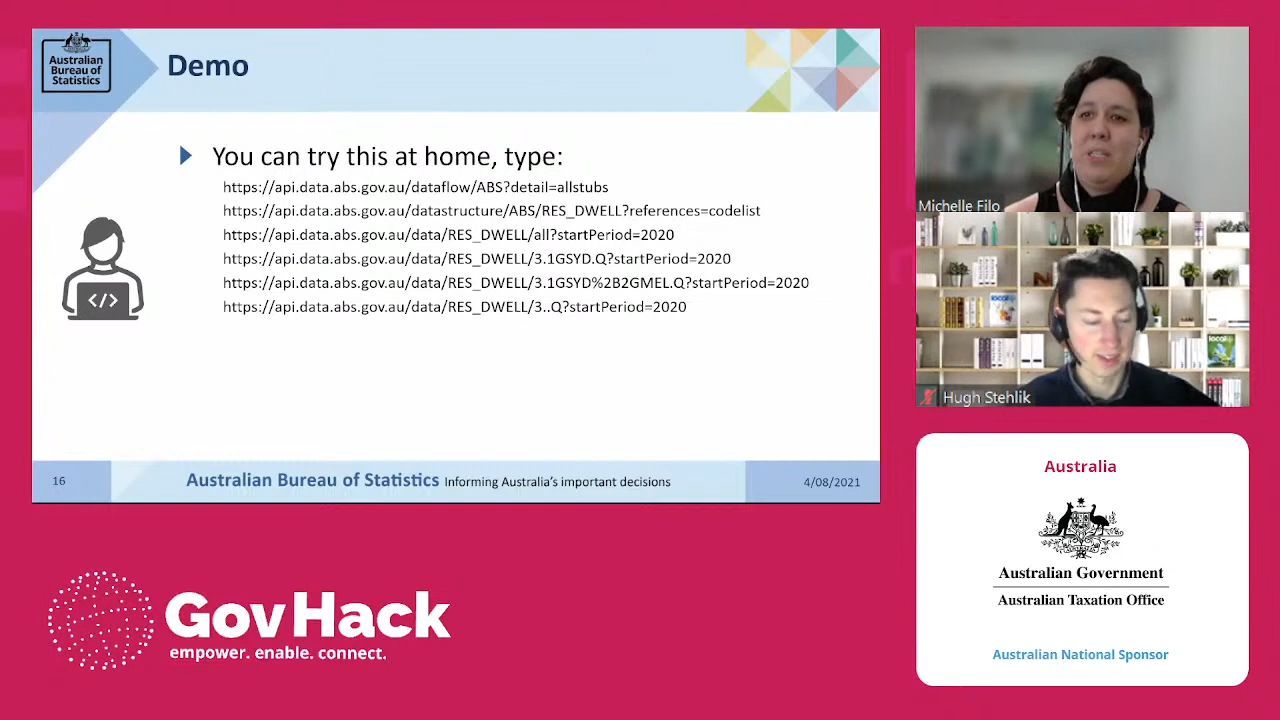 Australian
Bureau of
Statistics
Demo
You can try this at home, type:
https://api.data.abs.gov.au/dataflow/ABS?detail=allstubs
https://api.data.abs.gov.au/datastructure/ABS/RES_DWELL?references=codelist
https://api.data.abs.gov.au/data/RES_DWELL/all?startPeriod=2020
https://api.data.abs.gov.au/data/RES_DWELL/3.1GSYD.Q?startPeriod=2020
https://api.data.abs.gov.au/data/RES_DWELL/3.1GSYD%2B2GMEL.Q?startPeriod=2020
https://api.data.abs.gov.au/data/RES_DWELL/3..Q?startPeriod=2020
</>
16
Australian Bureau of Statistics Informing Australia's important decisions
4/08/2021
Michelle Filo
local
local
Hugh Stehlik
Australia
Australian Government
Australian Taxation Office
Australian National Sponsor
GovHack
empower. enable. connect.